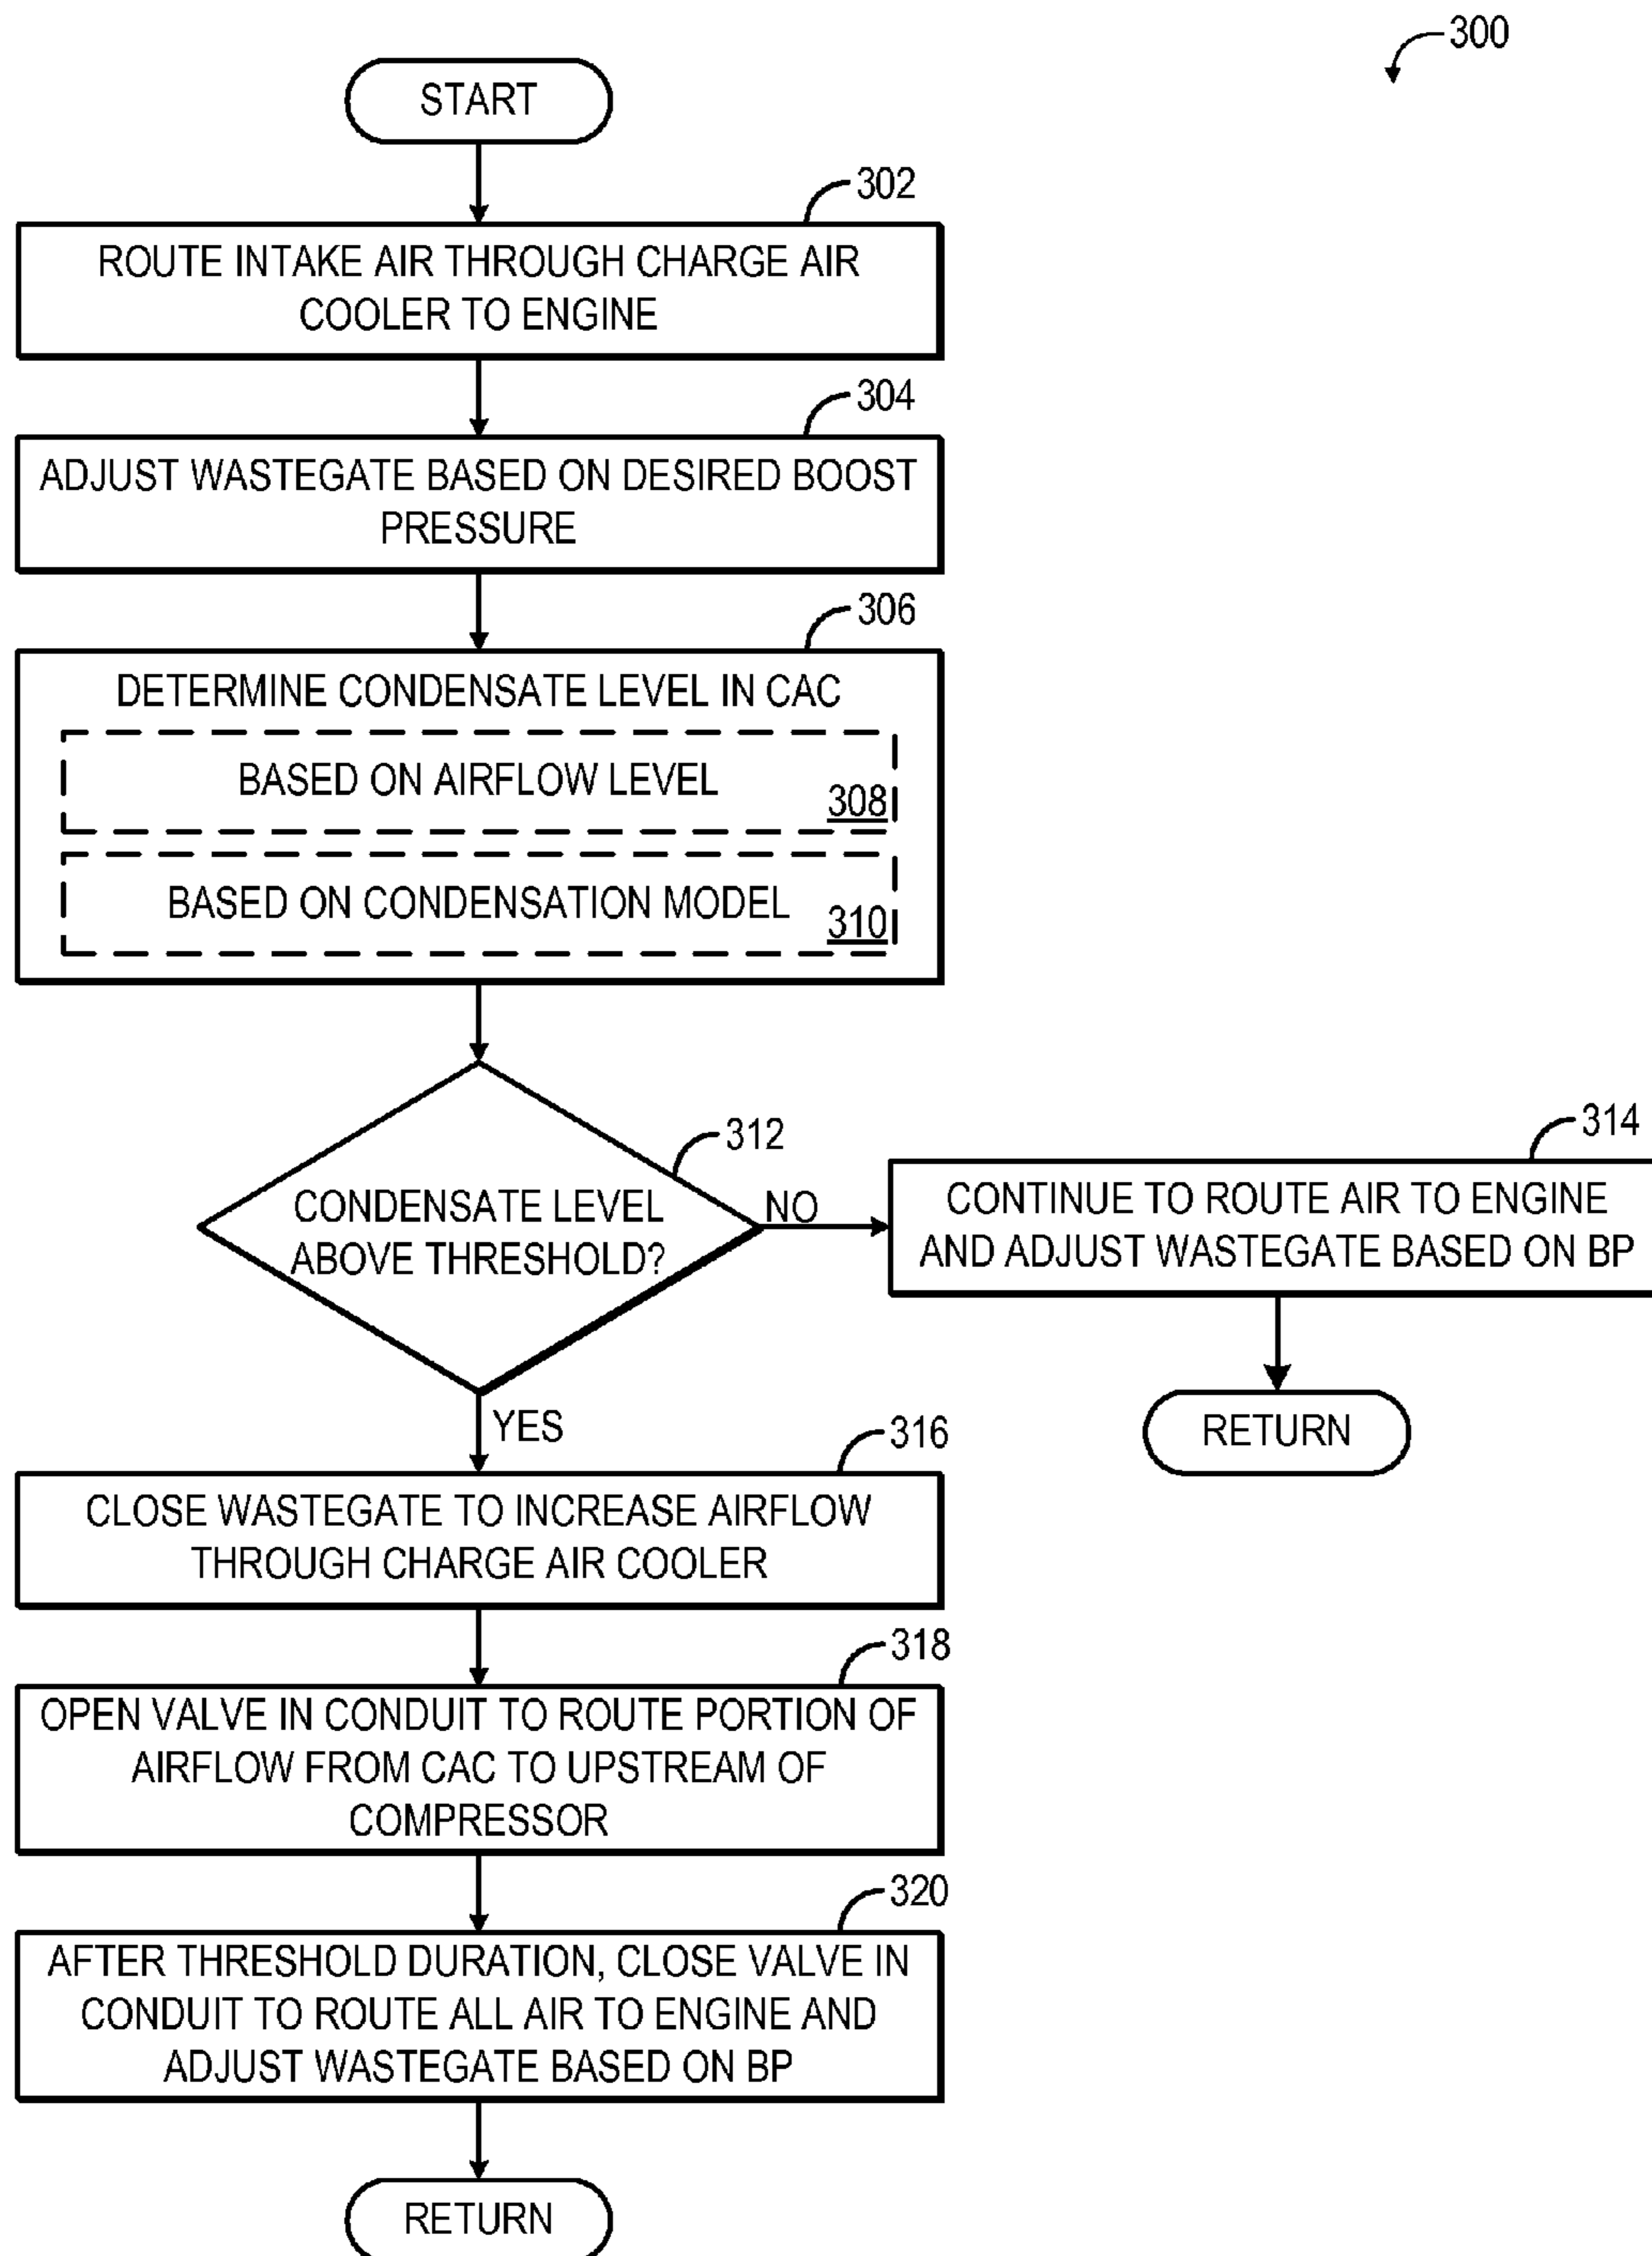 300
START
302
ROUTE INTAKE AIR THROUGH CHARGE AIR
COOLER TO ENGINE
304
ADJUST WASTEGATE BASED ON DESIRED BOOST
PRESSURE
306
DETERMINE CONDENSATE LEVEL IN CAC
BASED ON AIRFLOW LEVEL
308
BASED ON CONDENSATION MODEL
310
312
CONDENSATE LEVEL
ABOVE THRESHOLD?
NO
314
CONTINUE TO ROUTE AIR TO ENGINE
AND ADJUST WASTEGATE BASED ON BP
RETURN
YES
316
CLOSE WASTEGATE TO INCREASE AIRFLOW
THROUGH CHARGE AIR COOLER
318
OPEN VALVE IN CONDUIT TO ROUTE PORTION OF
AIRFLOW FROM CAC TO UPSTREAM OF
COMPRESSOR
320
AFTER THRESHOLD DURATION, CLOSE VALVE IN
CONDUIT TO ROUTE ALL AIR TO ENGINE AND
ADJUST WASTEGATE BASED ON BP
RETURN